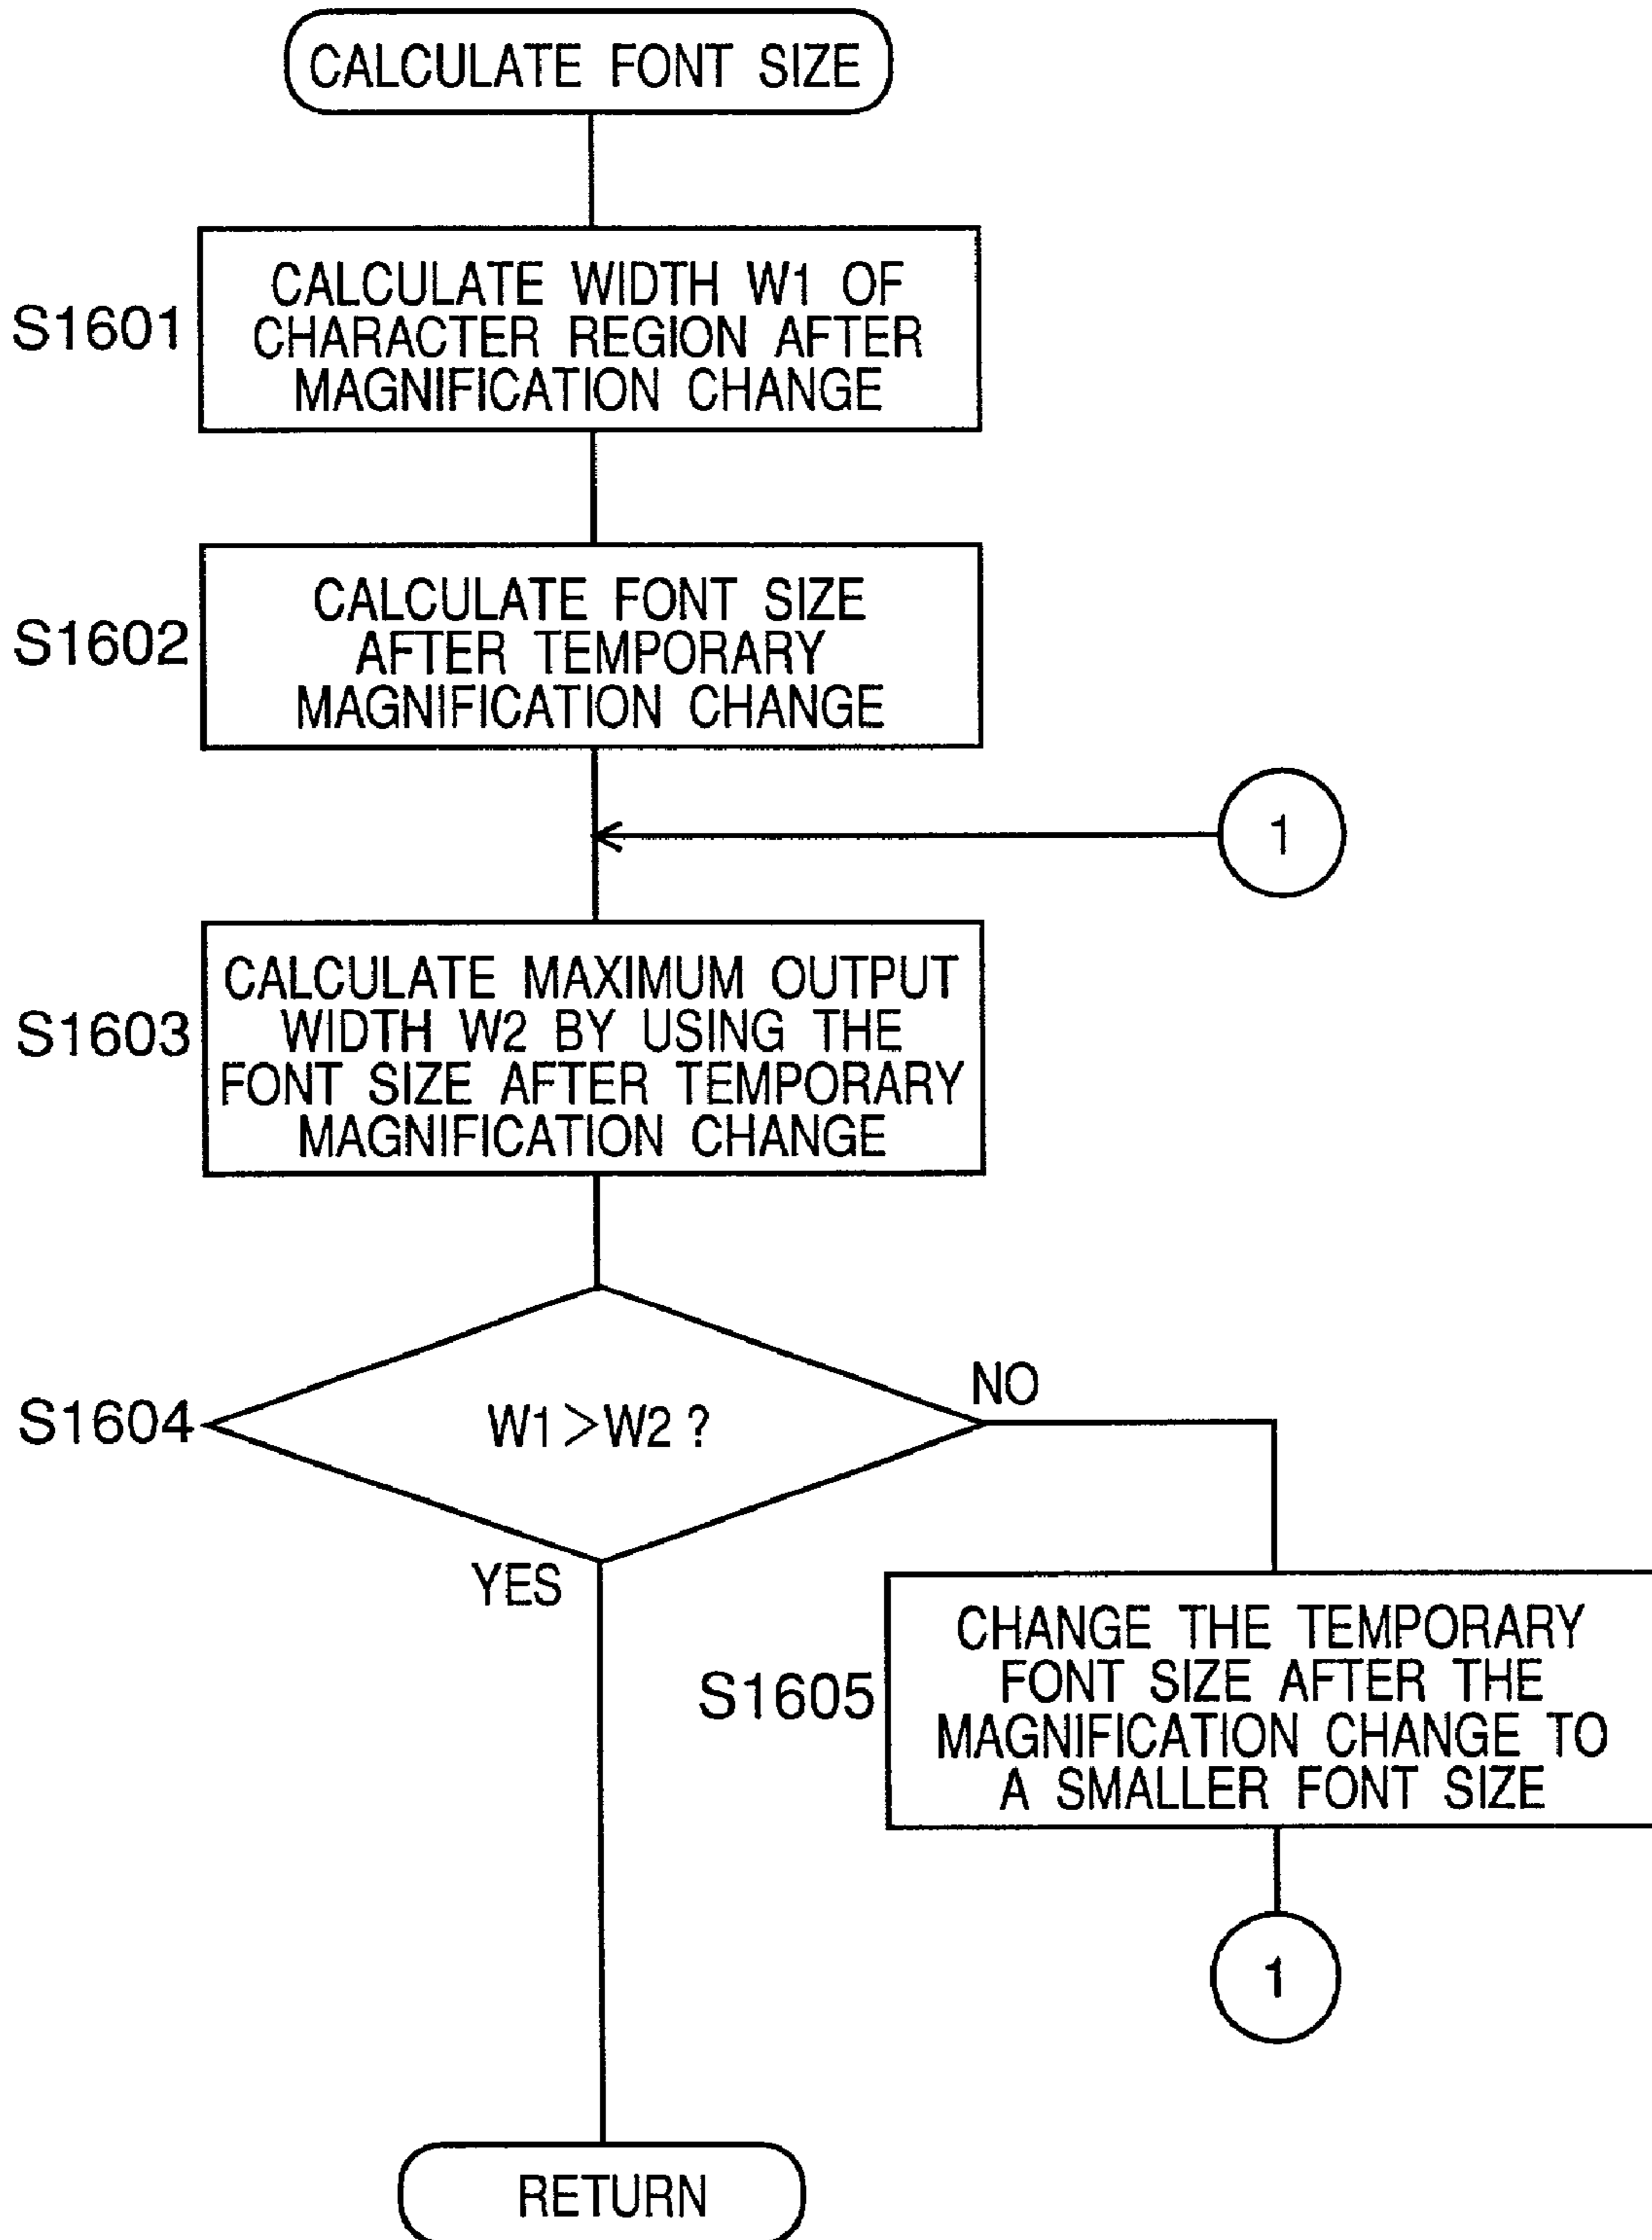 CALCULATE FONT SIZE
S1601
CALCULATE WIDTH W1 OF
CHARACTER REGION AFTER
MAGNIFICATION CHANGE
S1602
CALCULATE FONT SIZE
AFTER TEMPORARY
MAGNIFICATION CHANGE
1
S1603
CALCULATE MAXIMUM OUTPUT
WIDTH W2 BY USING THE
FONT SIZE AFTER TEMPORARY
MAGNIFICATION CHANGE
S1604
W1>W2 ?
NO
YES
S1605
CHANGE THE TEMPORARY
FONT SIZE AFTER THE
MAGNIFICATION CHANGE TO
A SMALLER FONT SIZE
1
RETURN